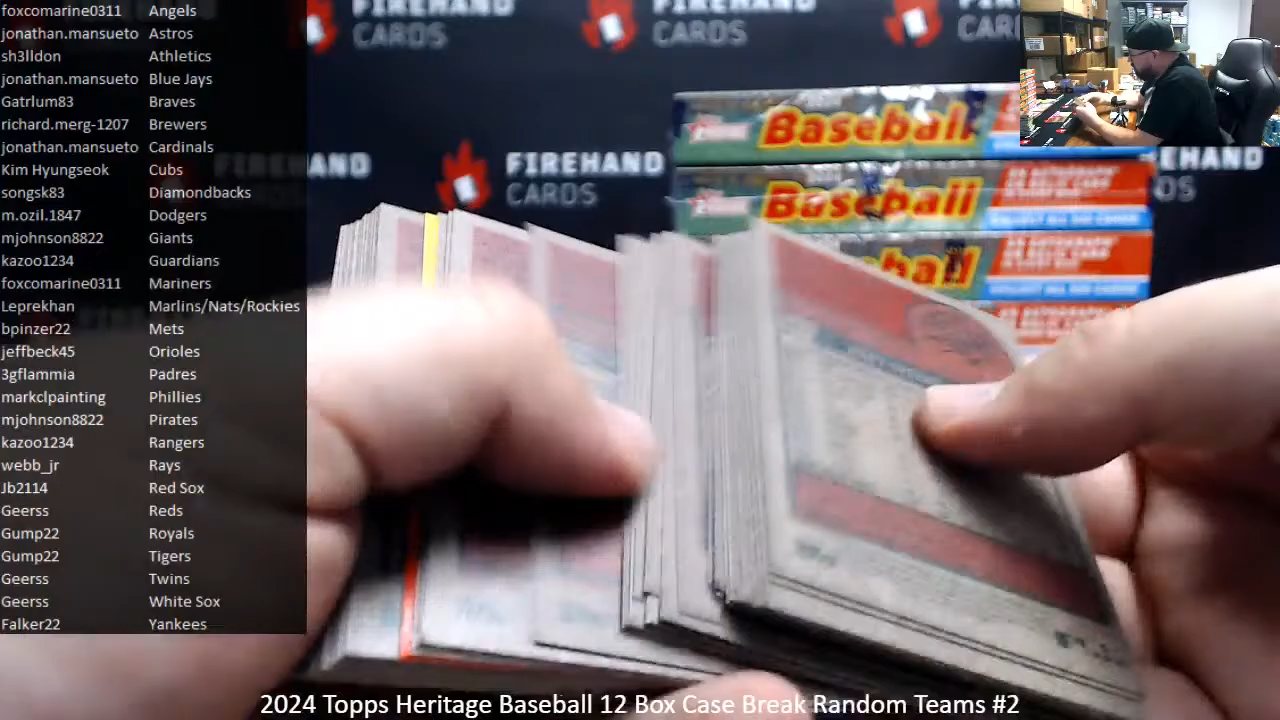 foxcomarine0311 Angels
jonathan.mansueto Astros
sh3lldon Athletics
jonathan.mansueto Blue Jays
Gatrlum83 Braves
richard.merg-1207 Brewers
jonathan.mansueto Cardinals
Kim Hyungseok Cubs
songsk83 Diamondbacks
m.ozil.1847 Dodgers
mjohnson8822 Giants
kazoo1234 Guardians
foxcomarine0311 Mariners
Leprekhan Marlins/Nats/Rockies
bpinzer22 Mets
jeffbeck45 Orioles
3gflammia Padres
markclpainting Phillies
mjohnson8822 Pirates
kazoo1234 Rangers
webb_jr Rays
Jb2114 Red Sox
Geerss Reds
Gump22 Royals
Gump22 Tigers
Geerss Twins
Geerss White Sox
Falker22 Yankees
FIREHAND
CARDS
CARDS
CAR
FIREHAND
CARDS
EHAND
DS
Baseball
Baseball
ball
2024 Topps Heritage Baseball 12 Box Case Break Random Teams #2